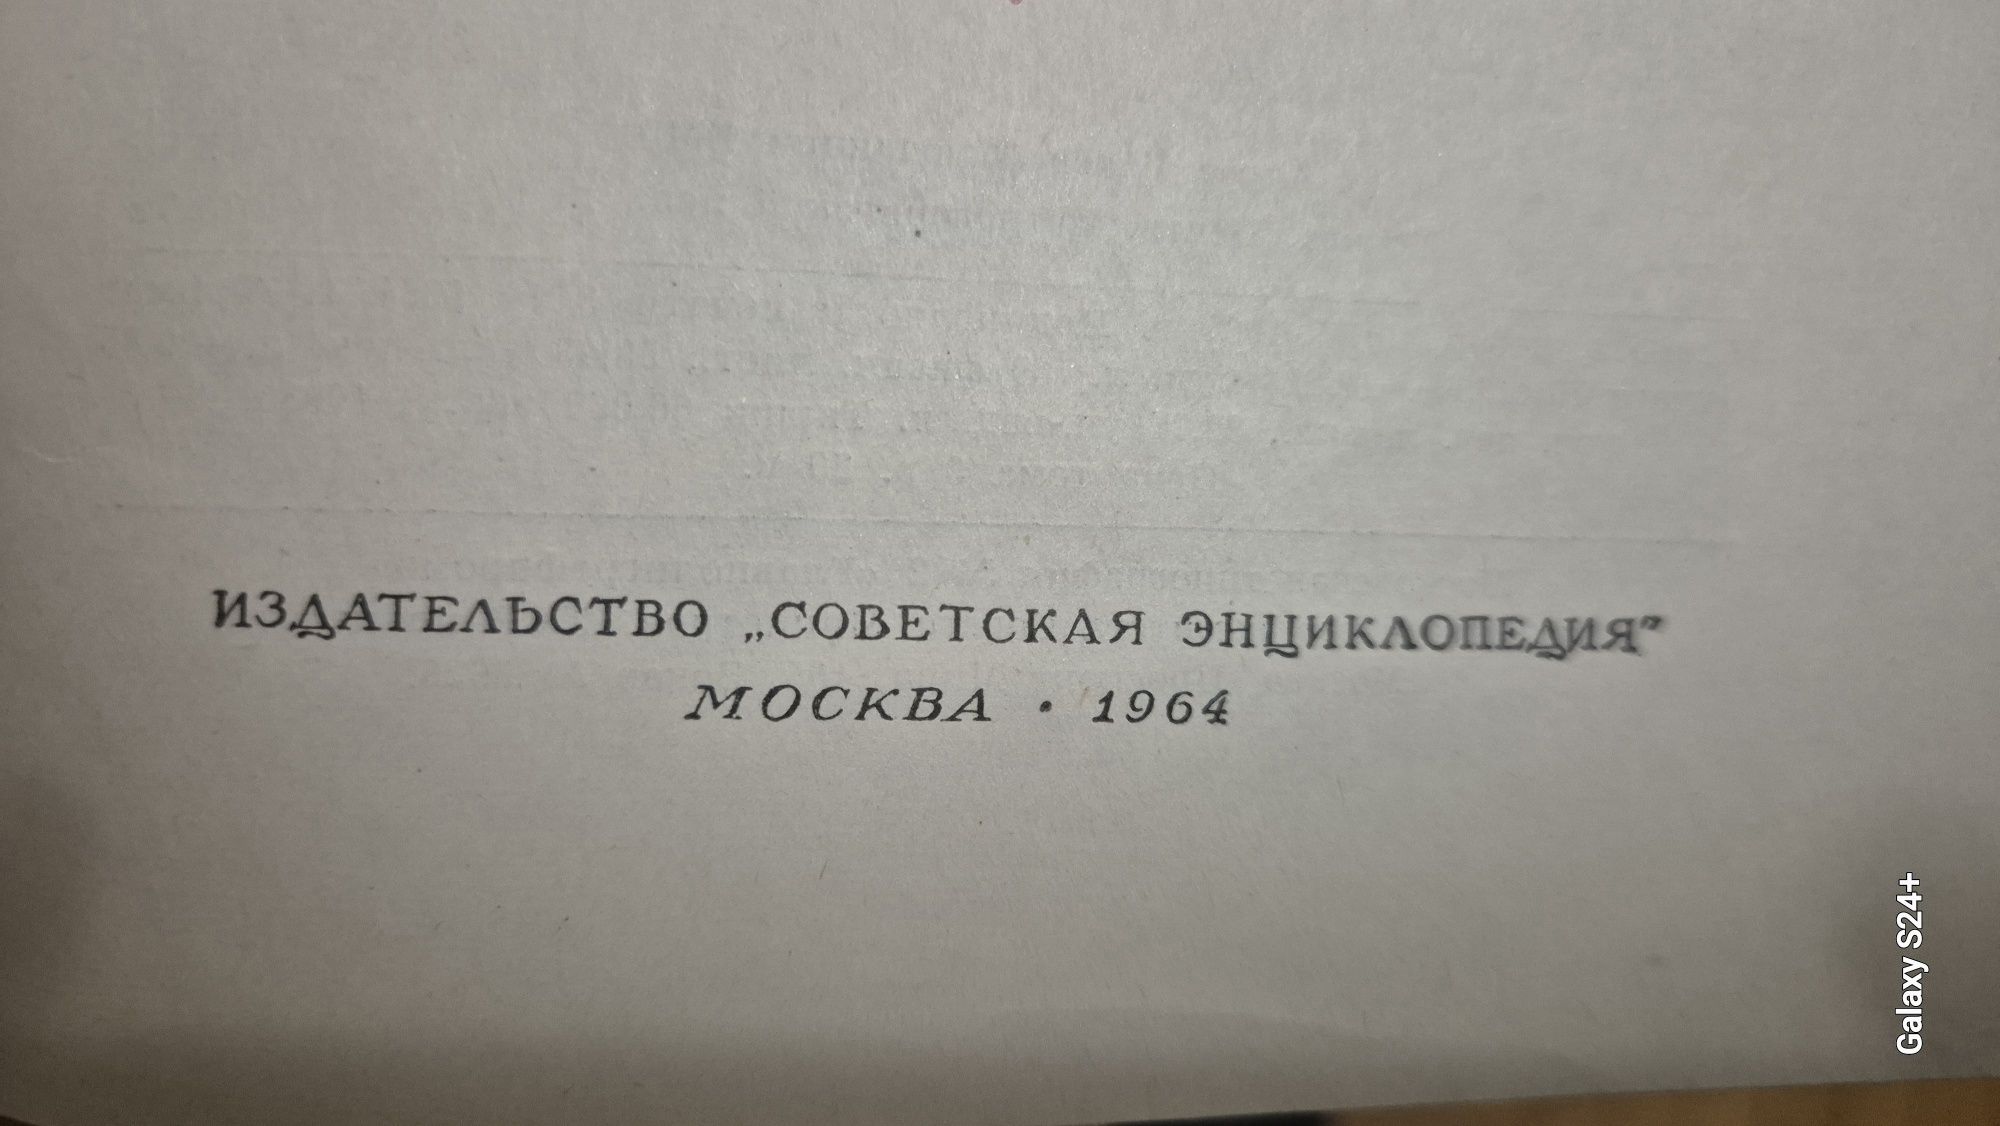 ИЗДАТЕЛЬСТВО „СОВЕТСКАЯ ЭНЦИКЛОПЕДИЯ”
МОСКВА • 1964
Galaxy S24+